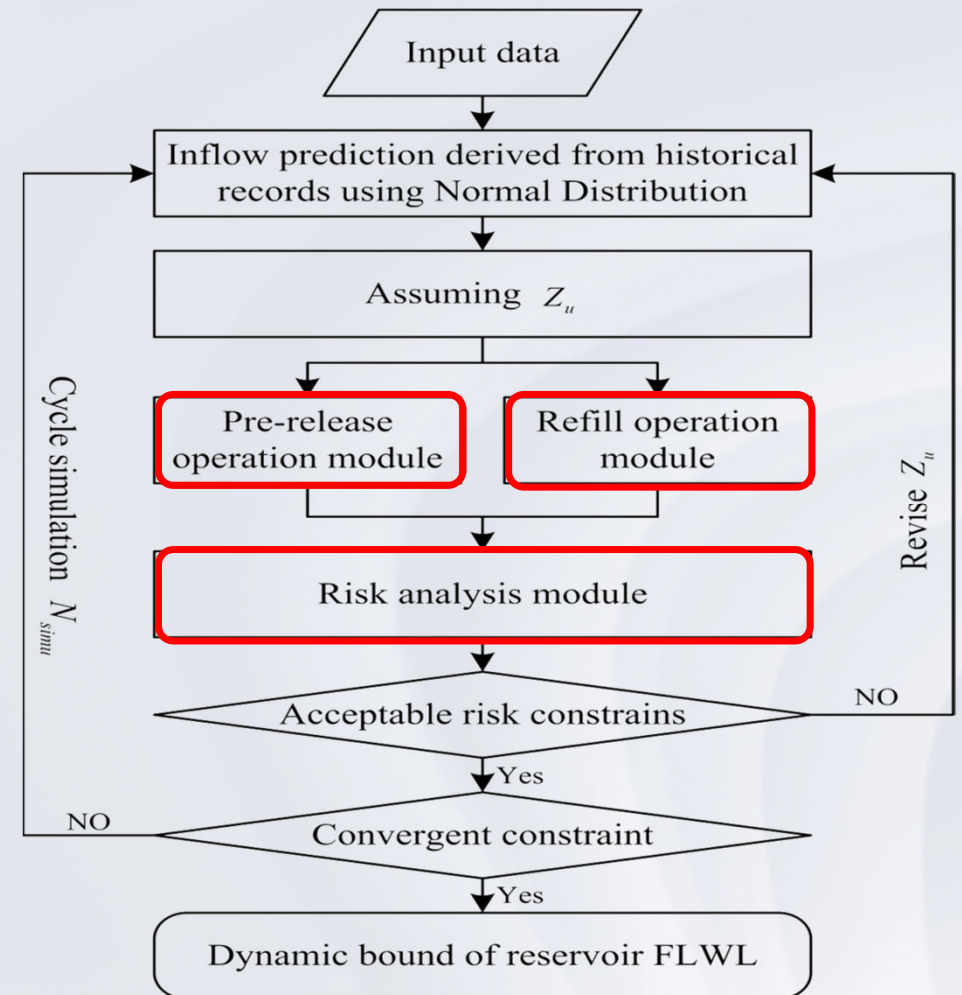 Input data
Inflow prediction derived from historical
records using Normal Distribution
Assuming Z_u
Pre-release
operation module
Refill operation
module
Cycle simulation N_simu
Revise Z_u
Risk analysis module
Acceptable risk constrains
NO
Yes
Convergent constraint
NO
Yes
Dynamic bound of reservoir FLWL